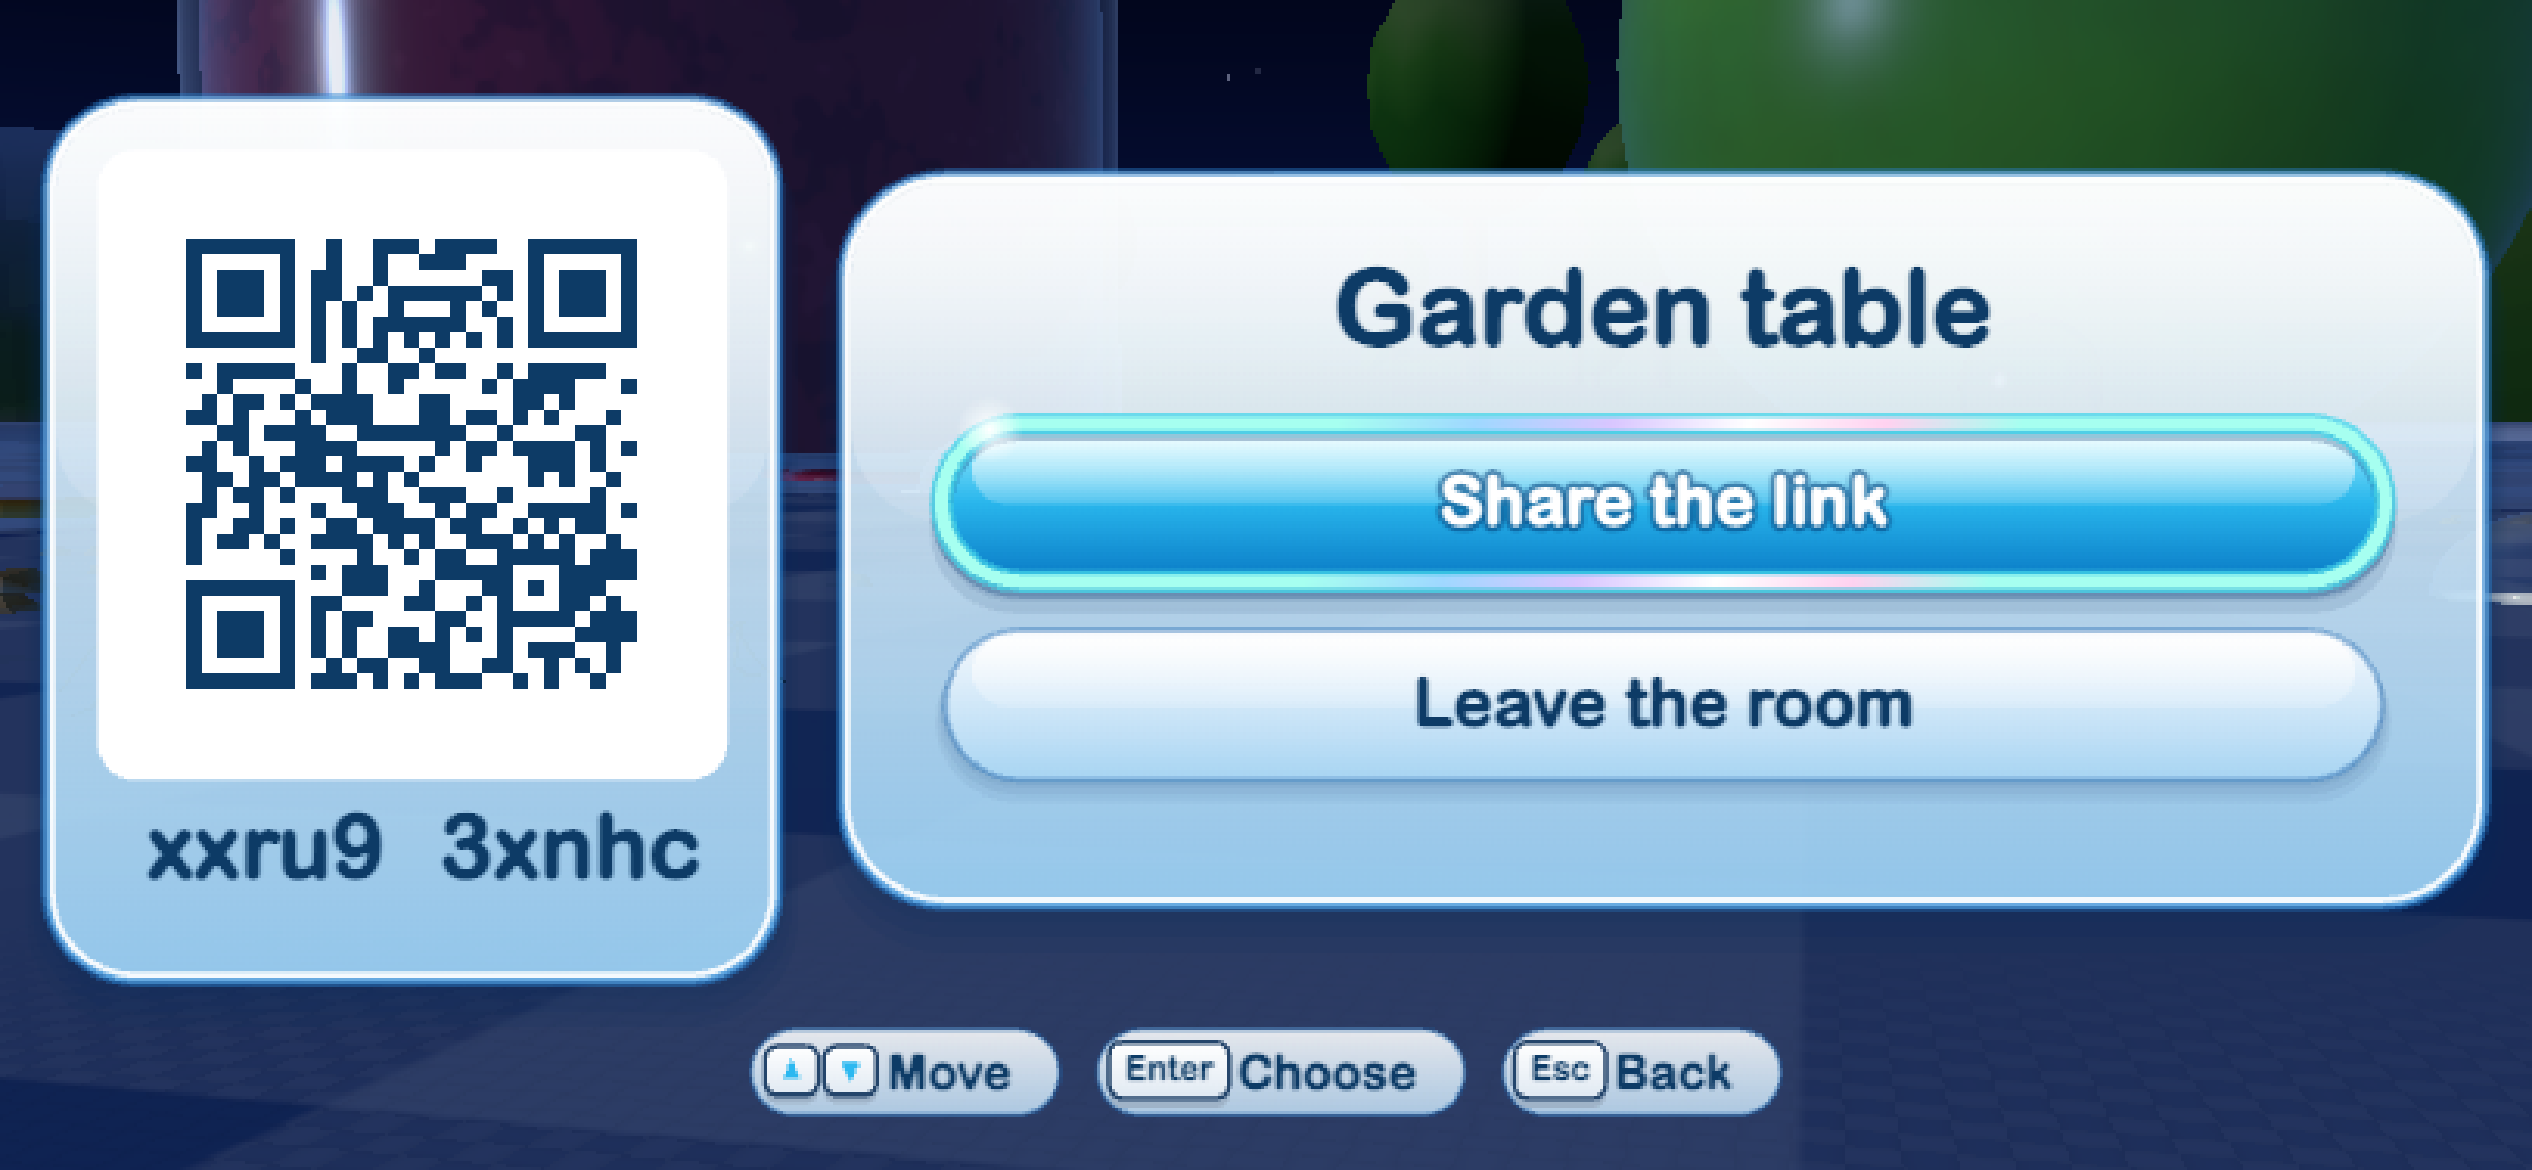 Garden table
Share the link
Leave the room
xxru9 3xnhc
Move
Enter Choose
Esc Back